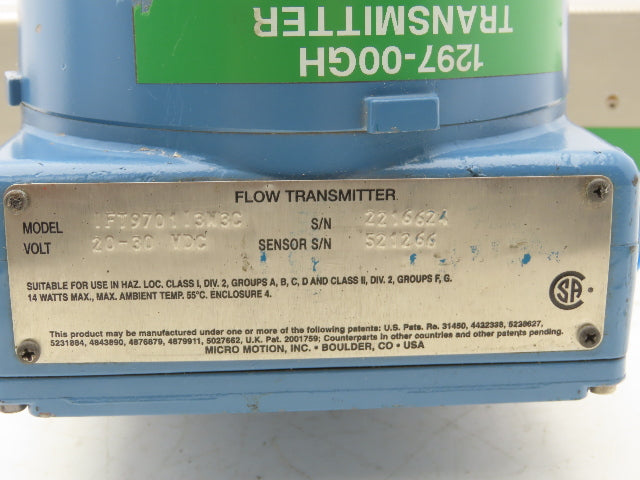 1297-00GH
TRANSMITTER
FLOW TRANSMITTER
MODEL IFT9701I3N3C S/N 2216624
VOLT 20-30 VDC SENSOR S/N 521266
SUITABLE FOR USE IN HAZ. LOC. CLASS I, DIV. 2, GROUPS A, B, C, D AND CLASS II, DIV. 2, GROUPS F, G.
14 WATTS MAX., MAX. AMBIENT TEMP. 55°C. ENCLOSURE 4.
SA
This product may be manufactured under one or more of the following patents: U.S. Pats. Re. 31450, 4422338, 5239627,
5231884, 4843890, 4876879, 4879911, 5027662, U.K. Pat. 2001759; Counterparts in other countries and other patents pending.
MICRO MOTION, INC. • BOULDER, CO • USA